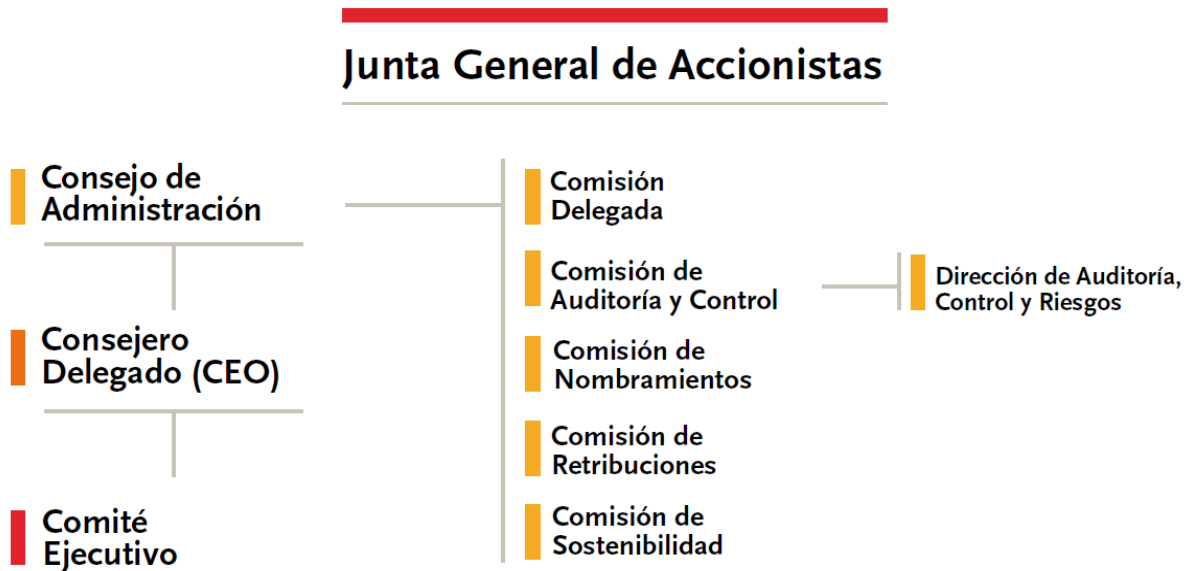 Junta General de Accionistas
Consejo de
Administración
Consejero
Delegado (CEO)
Comité
Ejecutivo
Comisión
Delegada
Comisión de
Auditoría y Control
Comisión de
Nombramientos
Comisión de
Retribuciones
Comisión de
Sostenibilidad
Dirección de Auditoría,
Control y Riesgos